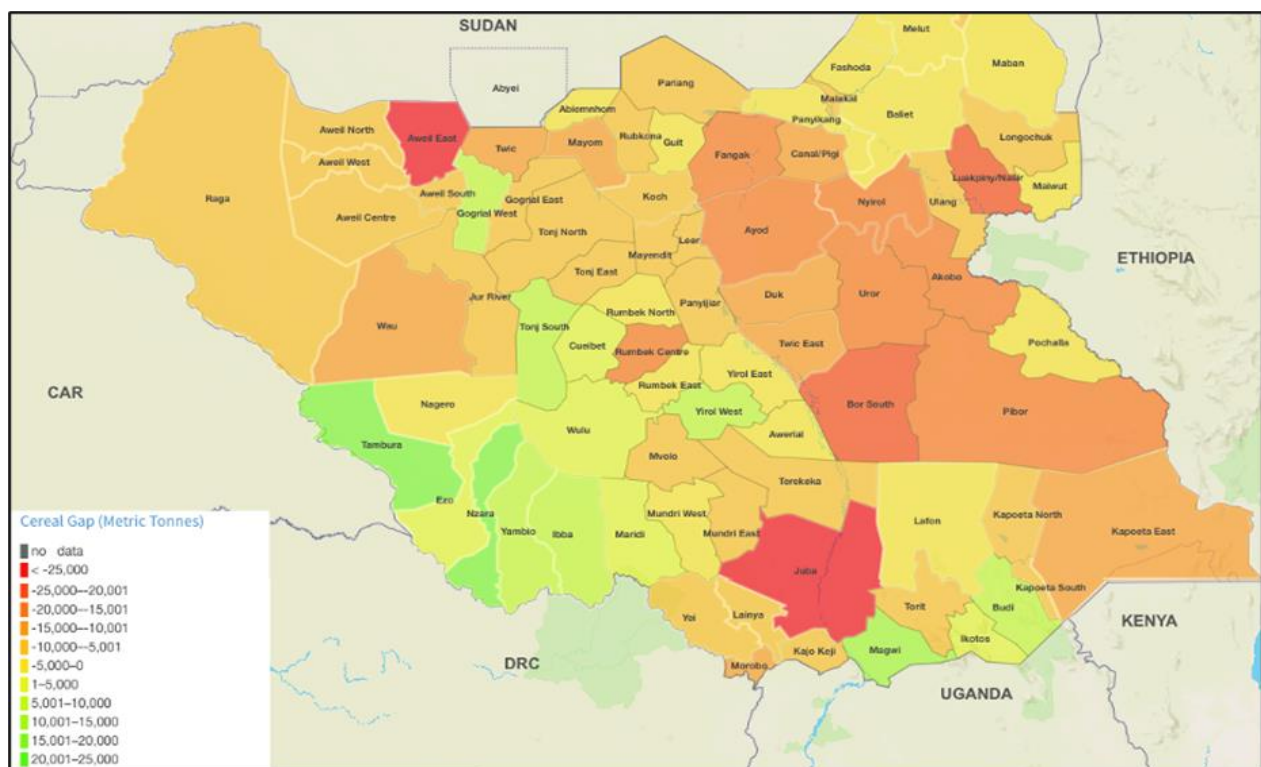 SUDAN
Melut
Fashoda
Maban
Pariang
Abyei
Abiemnhom
Malakal
Panyikang
Baliet
Aweil North
Aweil East
Twic
Mayom
Rubkona
Guit
Fangak
Canal/Pigi
Longochuk
Aweil West
Luakpiny/Nasir
Maiwut
Raga
Aweil South
Gogrial East
Koch
Nyirol
Ulang
Aweil Centre
Gogrial West
Tonj North
Leer
Ayod
ETHIOPIA
Mayendit
Tonj East
Akobo
Jur River
Panyijiar
Duk
Uror
Rumbek North
Wau
Tonj South
Cueibet
Rumbek Centre
Twic East
Pochalla
Yirol East
Rumbek East
CAR
Nagero
Yirol West
Bor South
Pibor
Tambura
Wulu
Awerial
Mvolo
Terekeka
Ezo
Nzara
Yambio
Ibba
Maridi
Mundri West
Mundri East
Lafon
Kapoeta North
Kapoeta East
Juba
Kapoeta South
Budi
Yei
Lainya
Torit
KENYA
Ikotos
Kajo Keji
Magwi
DRC
Morobo
UGANDA
Cereal Gap (Metric Tonnes)
no data
< -25,000
-25,000–-20,001
-20,000–-15,001
-15,000–-10,001
-10,000–-5,001
-5,000–0
1–5,000
5,001–10,000
10,001–15,000
15,001–20,000
20,001–25,000